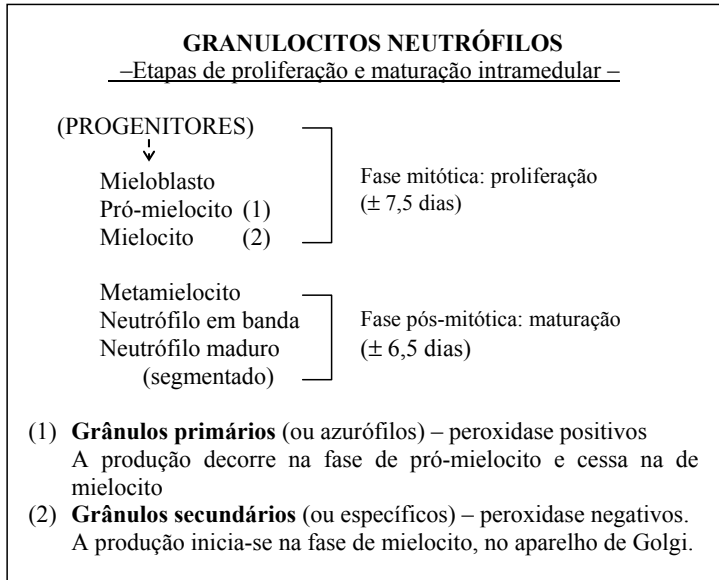 GRANULOCITOS NEUTRÓFILOS
–Etapas de proliferação e maturação intramedular –
(PROGENITORES)
Mieloblasto
Pró-mielocito (1)
Mielocito (2)
Fase mitótica: proliferação
(± 7,5 dias)
Metamielocito
Neutrófilo em banda
Neutrófilo maduro
(segmentado)
Fase pós-mitótica: maturação
(± 6,5 dias)
(1) Grânulos primários (ou azurófilos) – peroxidase positivos
A produção decorre na fase de pró-mielocito e cessa na de
mielocito
(2) Grânulos secundários (ou específicos) – peroxidase negativos.
A produção inicia-se na fase de mielocito, no aparelho de Golgi.